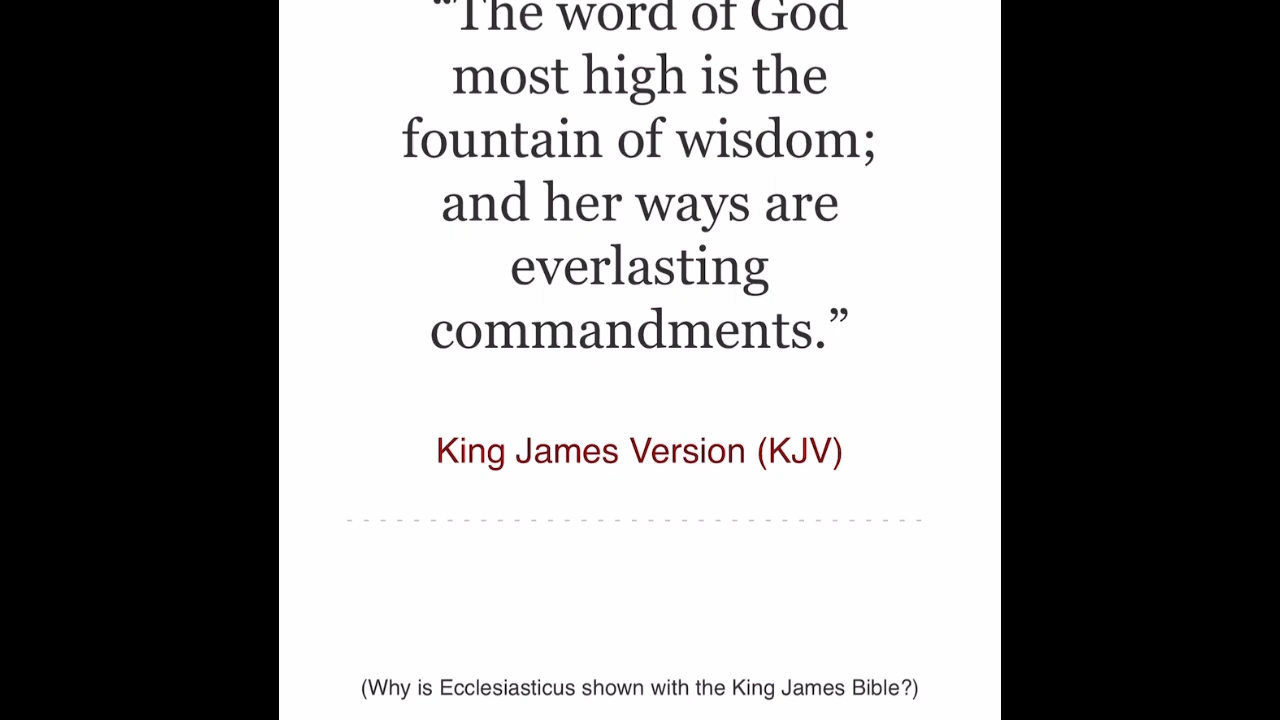 “The word of God
most high is the
fountain of wisdom;
and her ways are
everlasting
commandments.”
King James Version (KJV)
(Why is Ecclesiasticus shown with the King James Bible?)